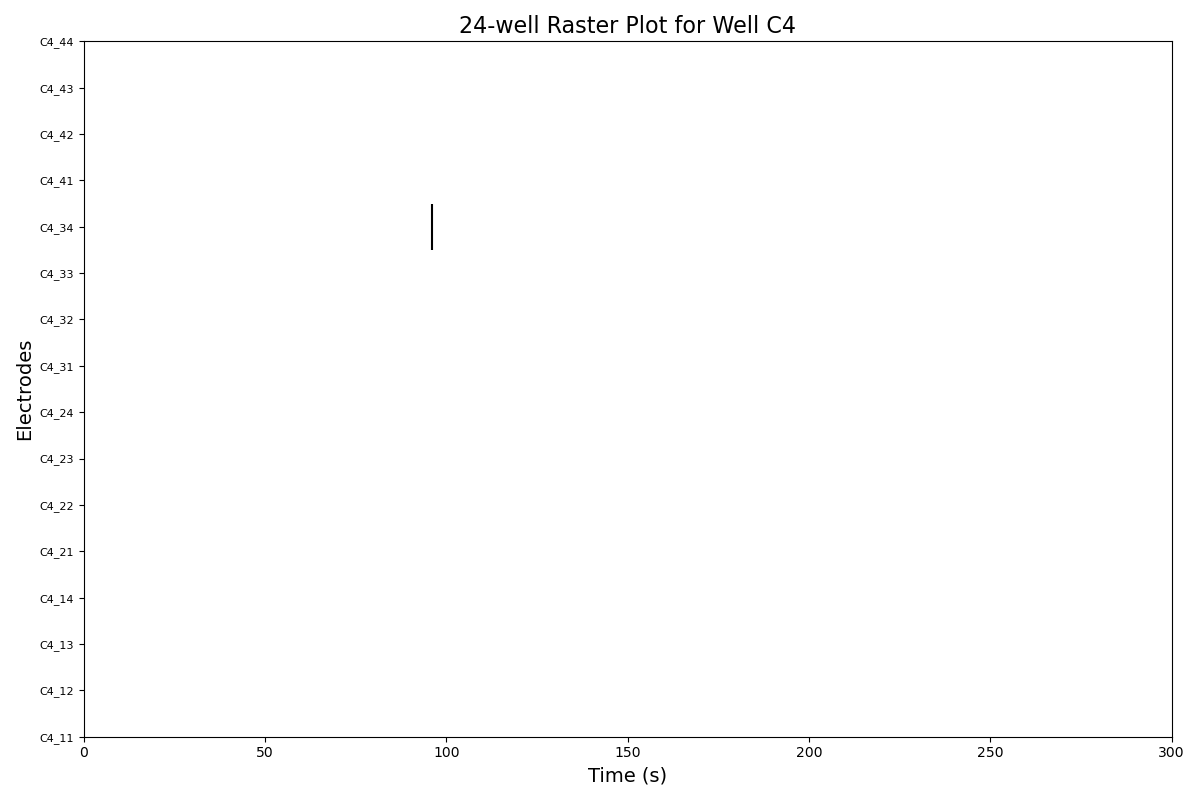 24-well Raster Plot for Well C4
C4_44
C4_43
C4_42
C4_41
C4_34
C4_33
C4_32
C4_31
C4_24
C4_23
C4_22
C4_21
C4_14
C4_13
C4_12
C4_11
Electrodes
0 50 100 150 200 250 300
Time (s)